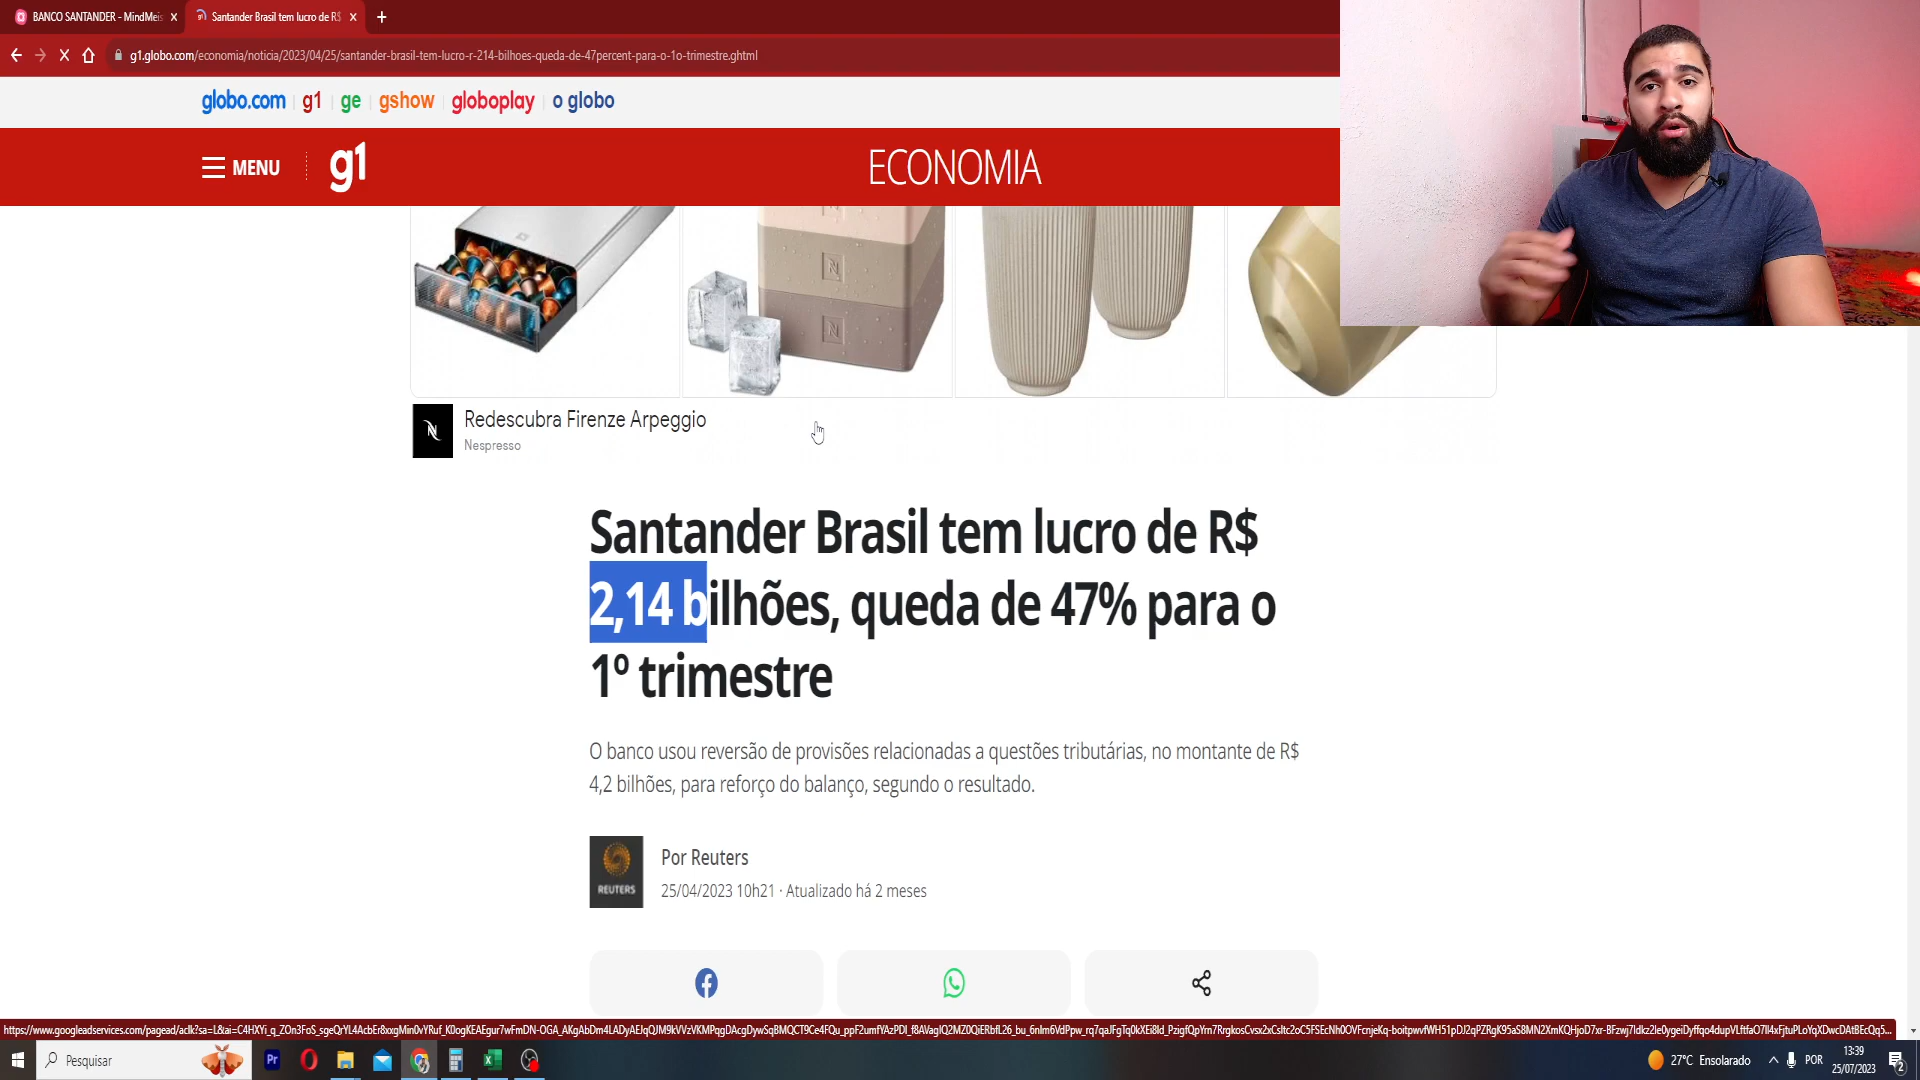 BANCO SANTANDER - MindMeis
Santander Brasil tem lucro de R$
g1.globo.com/economia/noticia/2023/04/25/santander-brasil-tem-lucro-r-214-bilhoes-queda-de-47percent-para-o-1o-trimestre.ghtml
globo.com g1 ge gshow globoplay o globo
MENU g1 ECONOMIA
Redescubra Firenze Arpeggio
Nespresso
Santander Brasil tem lucro de R$
2,14 bilhões, queda de 47% para o
1º trimestre
O banco usou reversão de provisões relacionadas a questões tributárias, no montante de R$
4,2 bilhões, para reforço do balanço, segundo o resultado.
REUTERS
Por Reuters
25/04/2023 10h21 · Atualizado há 2 meses
Pesquisar
Pr
27°C Ensolarado
POR
13:39
25/07/2023
2